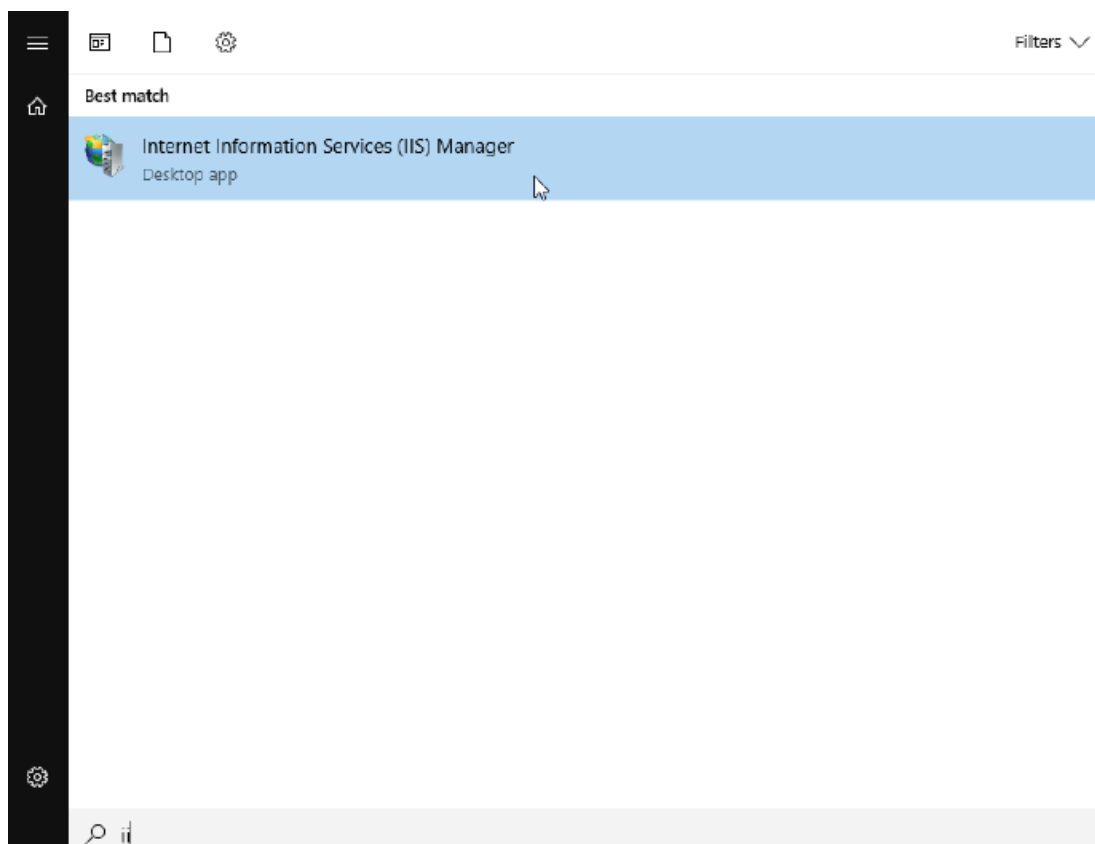 Filters
Best match
Internet Information Services (IIS) Manager
Desktop app
ii